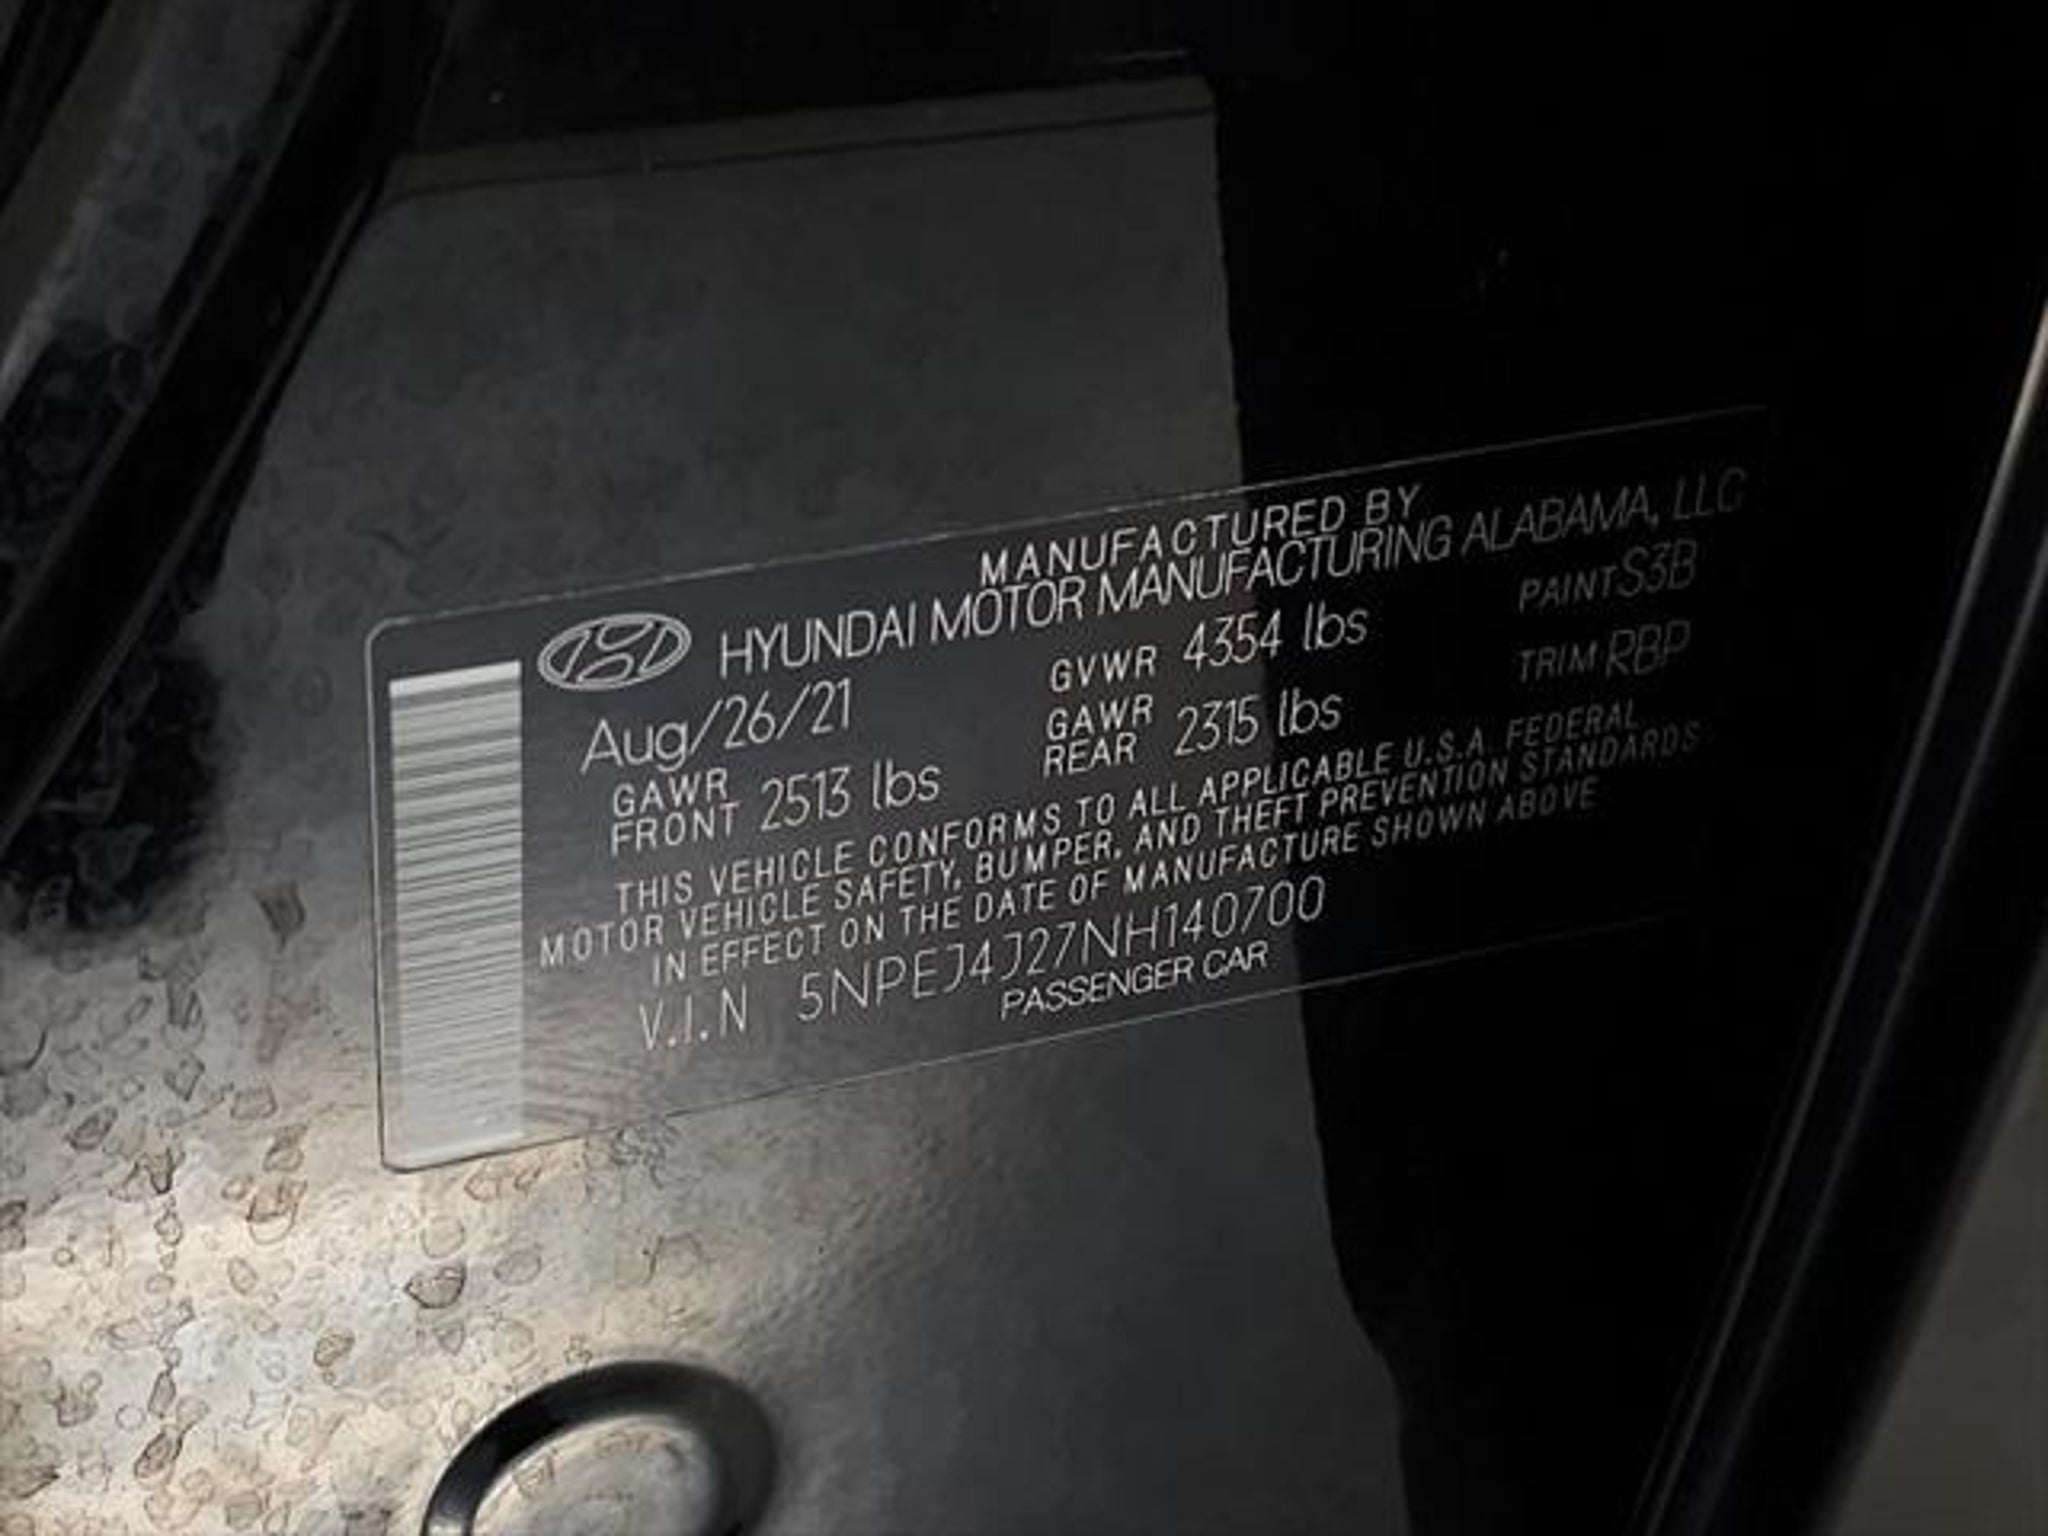 MANUFACTURED BY
HYUNDAI MOTOR MANUFACTURING ALABAMA, LLC
Aug/26/21 GVWR 4354 lbs PAINT S3B
GAWR FRONT 2513 lbs GAWR REAR 2315 lbs TRIM RBP
THIS VEHICLE CONFORMS TO ALL APPLICABLE U.S.A. FEDERAL
MOTOR VEHICLE SAFETY, BUMPER, AND THEFT PREVENTION STANDARDS
IN EFFECT ON THE DATE OF MANUFACTURE SHOWN ABOVE
V.I.N 5NPEJ4J27NH140700
PASSENGER CAR